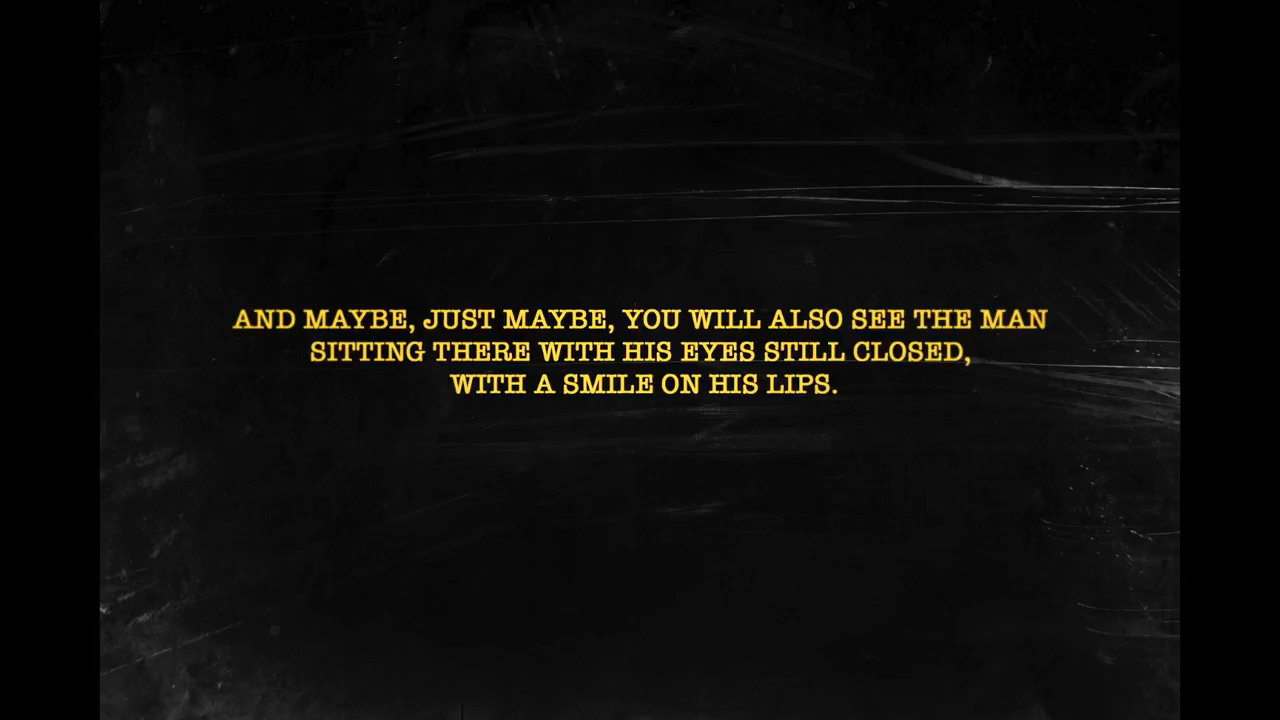 AND MAYBE, JUST MAYBE, YOU WILL ALSO SEE THE MAN
SITTING THERE WITH HIS EYES STILL CLOSED,
WITH A SMILE ON HIS LIPS.